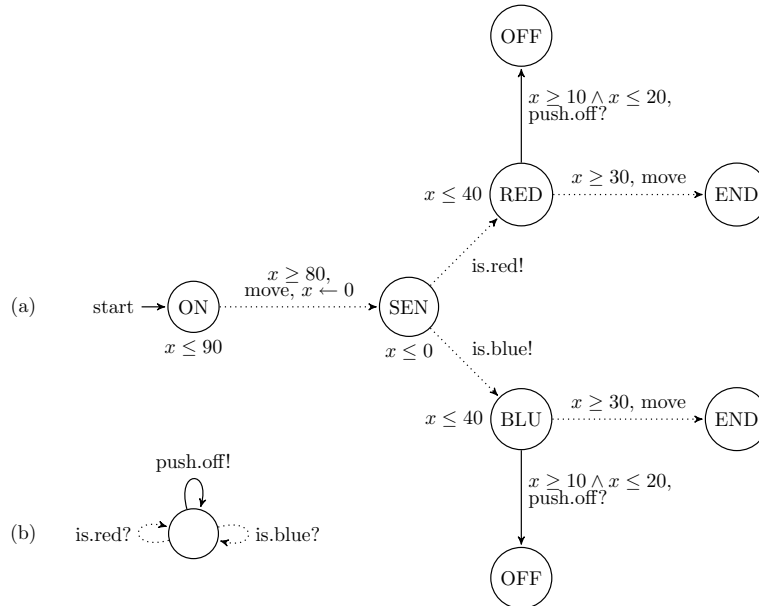 OFF
x ≥ 10 ∧ x ≤ 20,
push.off?
x ≤ 40
RED
x ≥ 30, move
END
is.red!
(a)
start
ON
x ≤ 90
x ≥ 80,
move, x ← 0
SEN
x ≤ 0
is.blue!
x ≤ 40
BLU
x ≥ 30, move
END
x ≥ 10 ∧ x ≤ 20,
push.off?
OFF
(b)
push.off!
is.red?
is.blue?